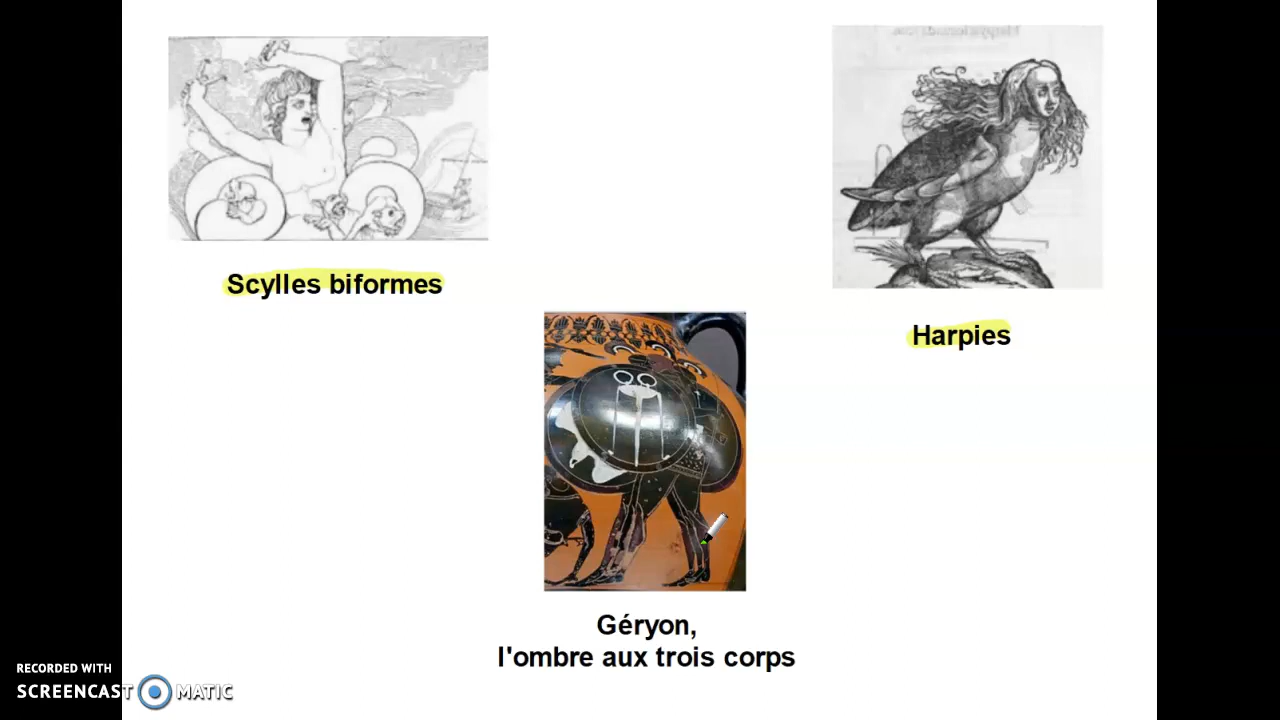 Scylles biformes
Harpies
Géryon,
l'ombre aux trois corps
RECORDED WITH
SCREENCAST MATIC